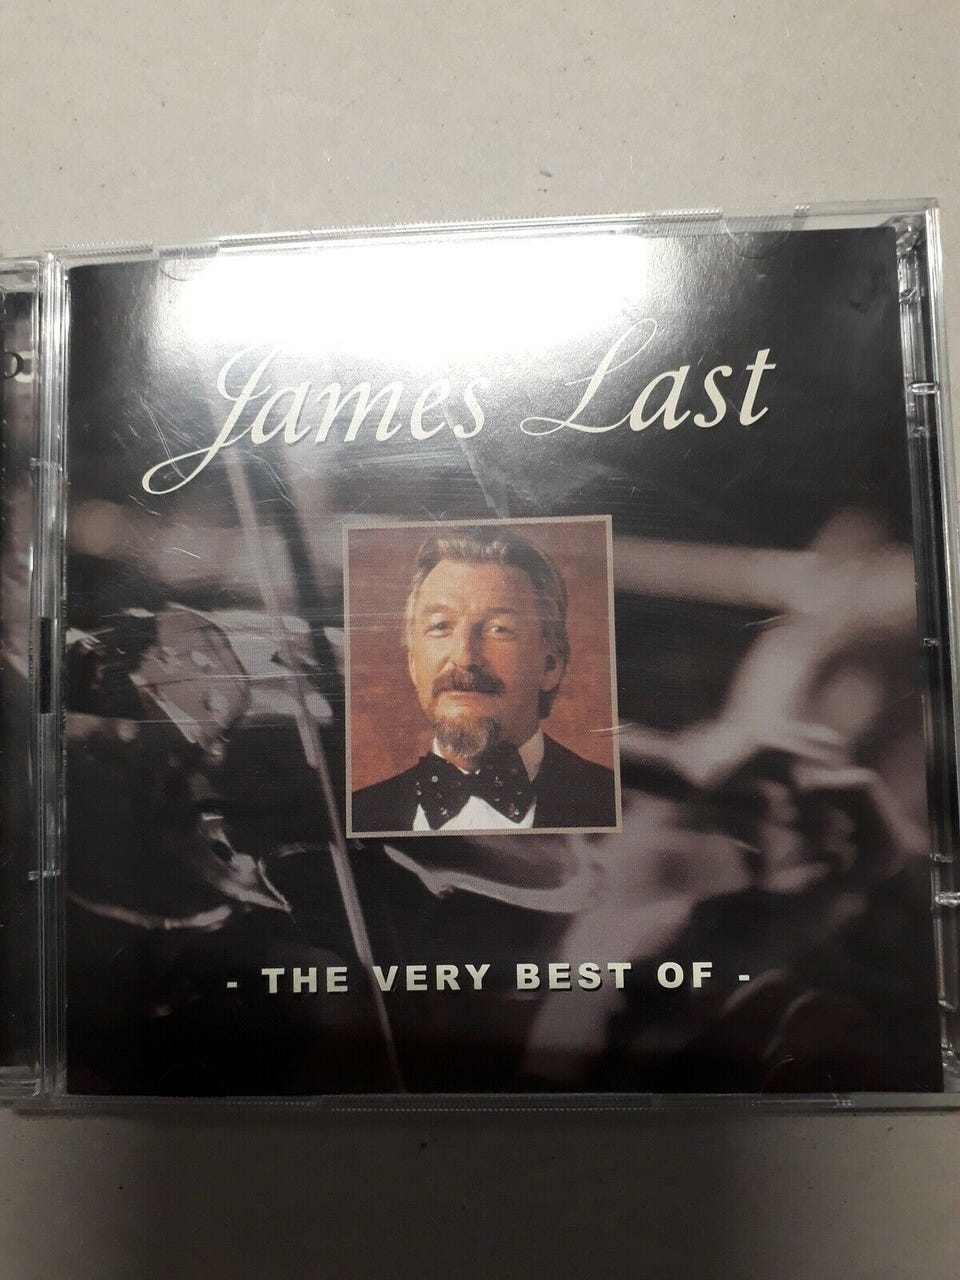 James Last
- THE VERY BEST OF -